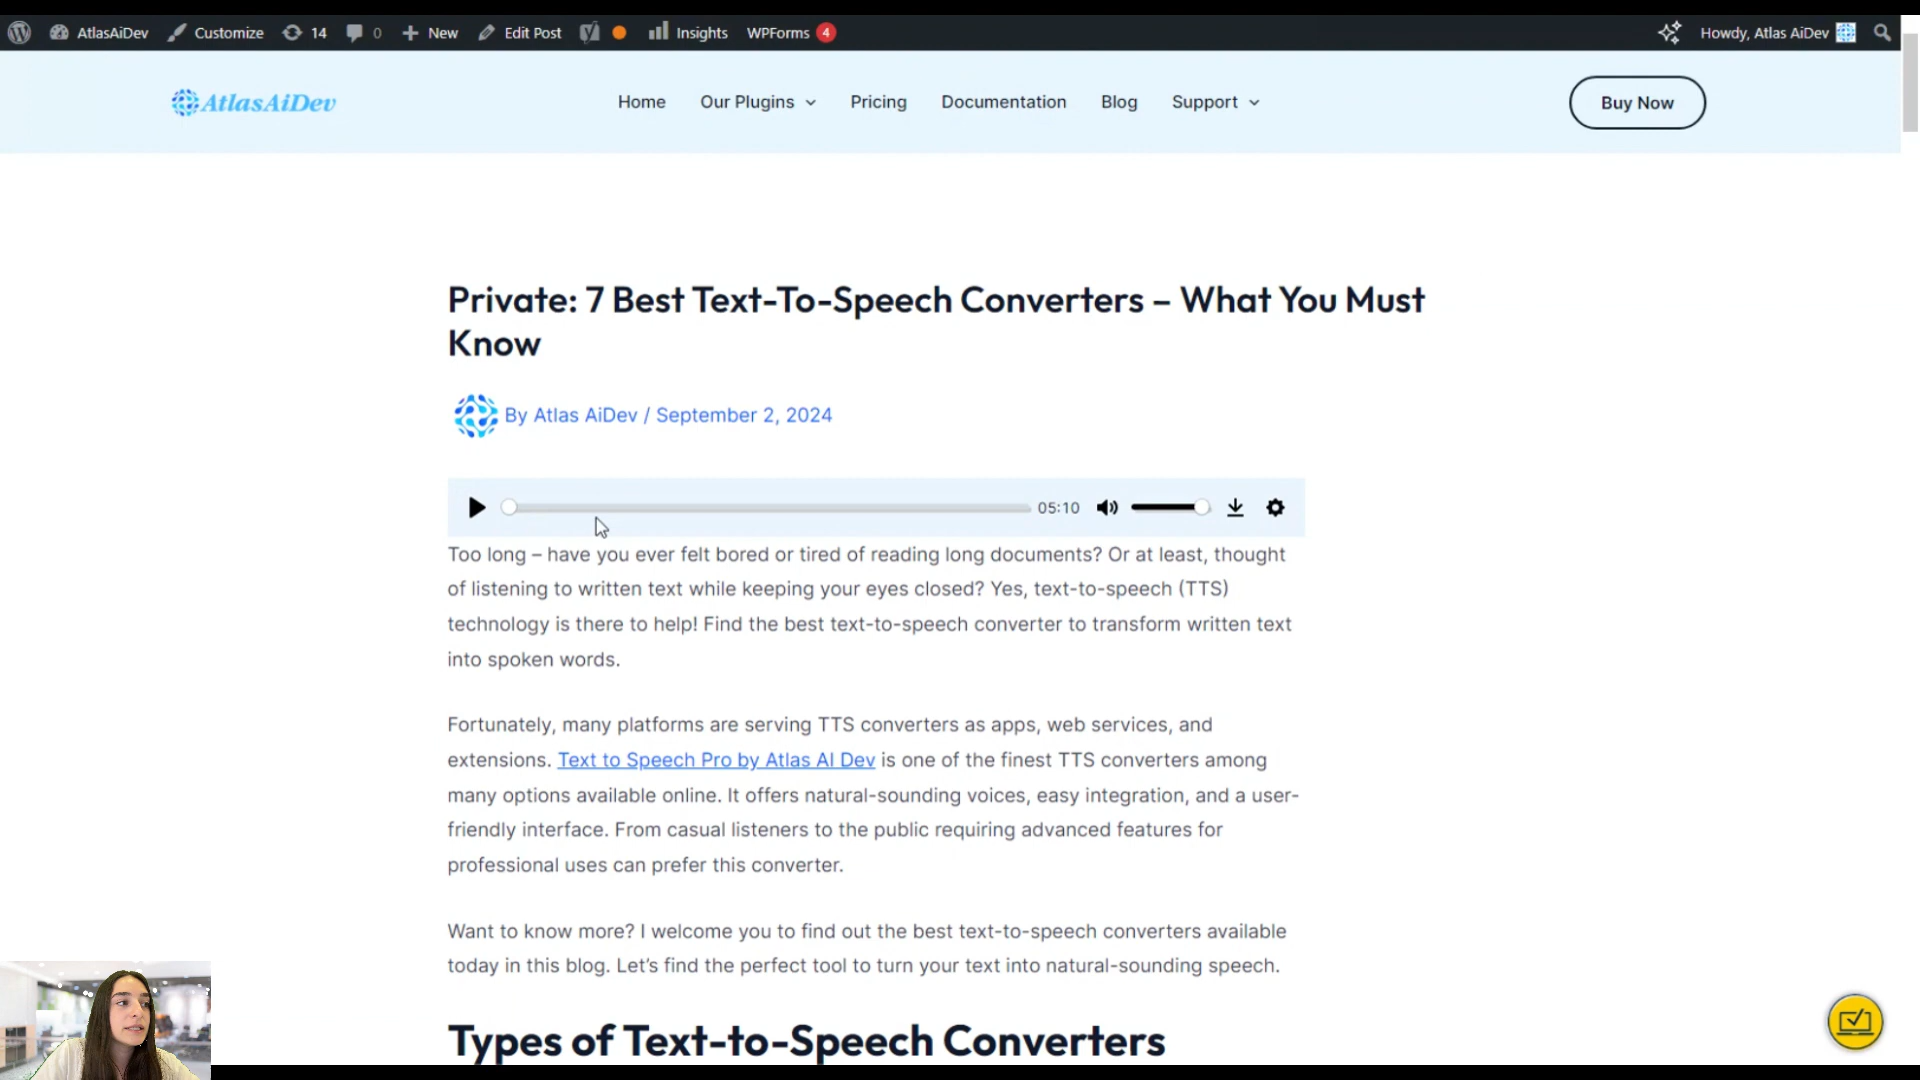 AtlasAiDev Customize 14 0 New Edit Post Insights WPForms 4 Howdy, Atlas AiDev
AtlasAiDev Home Our Plugins Pricing Documentation Blog Support Buy Now
Private: 7 Best Text-To-Speech Converters – What You Must
Know
By Atlas AiDev / September 2, 2024
05:10
Too long – have you ever felt bored or tired of reading long documents? Or at least, thought
of listening to written text while keeping your eyes closed? Yes, text-to-speech (TTS)
technology is there to help! Find the best text-to-speech converter to transform written text
into spoken words.
Fortunately, many platforms are serving TTS converters as apps, web services, and
extensions. Text to Speech Pro by Atlas AI Dev is one of the finest TTS converters among
many options available online. It offers natural-sounding voices, easy integration, and a user-
friendly interface. From casual listeners to the public requiring advanced features for
professional uses can prefer this converter.
Want to know more? I welcome you to find out the best text-to-speech converters available
today in this blog. Let's find the perfect tool to turn your text into natural-sounding speech.
Types of Text-to-Speech Converters